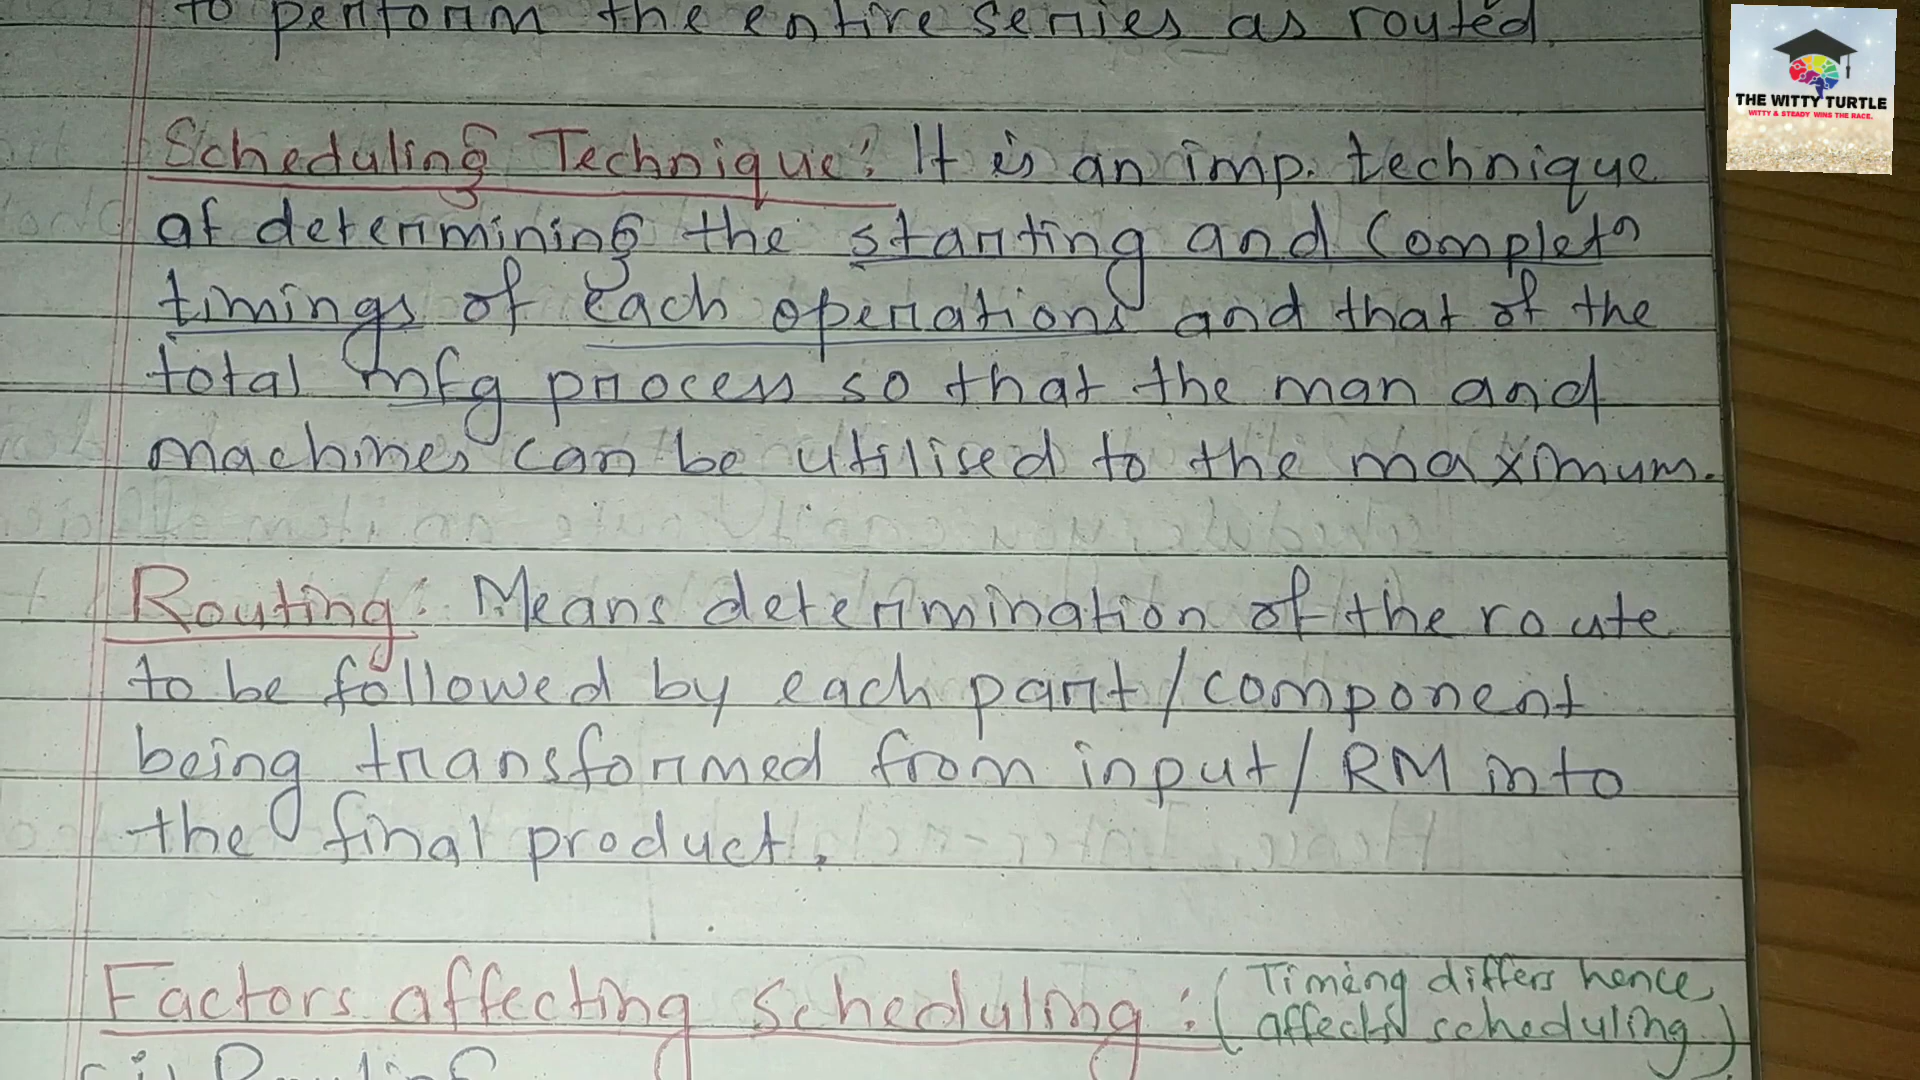 to perform the entire series as routed
THE WITTY TURTLE
WITTY & STEADY WINS THE RACE.
Scheduling Technique: It is an imp. technique
of determining the starting and completn
timings of each operations and that of the
total mfg process so that the man and
machines can be utilised to the maximum.
Routing: Means determination of the route
to be followed by each part/component
being transformed from input/RM into
the final product.
Factors affecting scheduling: (Timing differs hence
affects scheduling)